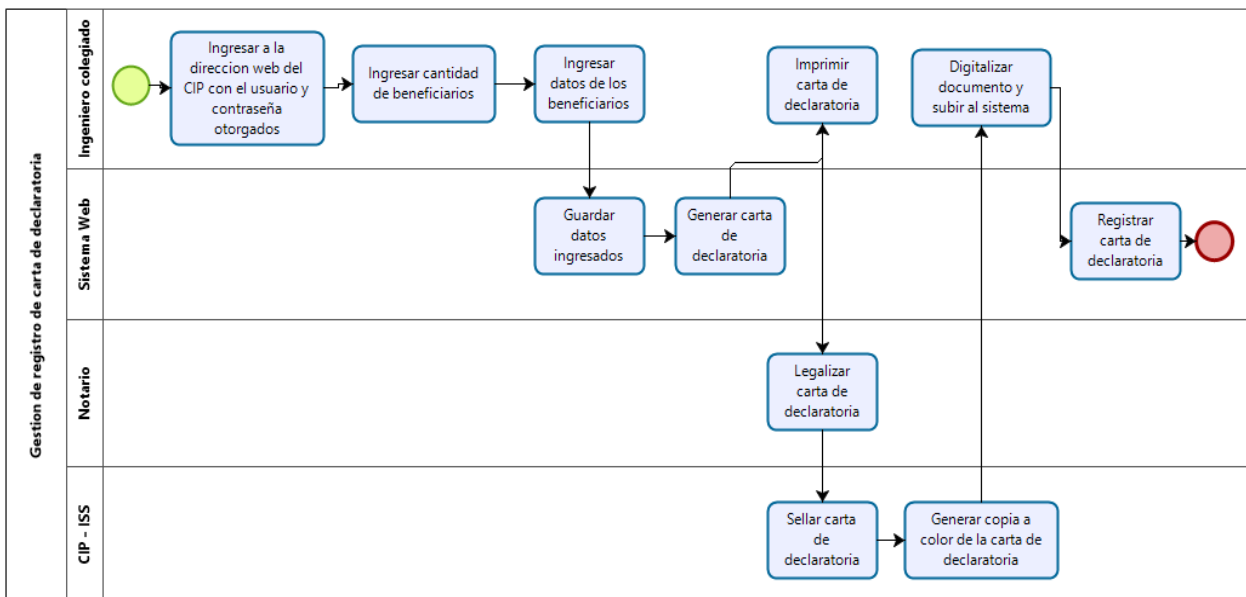 Gestion de registro de carta de declaratoria
Ingeniero colegiado
Ingresar a la
direccion web del
CIP con el usuario y
contraseña
otorgados
Ingresar cantidad
de beneficiarios
Ingresar
datos de los
beneficiarios
Imprimir
carta de
declaratoria
Digitalizar
documento y
subir al sistema
Sistema Web
Guardar
datos
ingresados
Generar carta
de
declaratoria
Registrar
carta de
declaratoria
Notario
Legalizar
carta de
declaratoria
CIP - ISS
Sellar carta
de
declaratoria
Generar copia a
color de la carta de
declaratoria